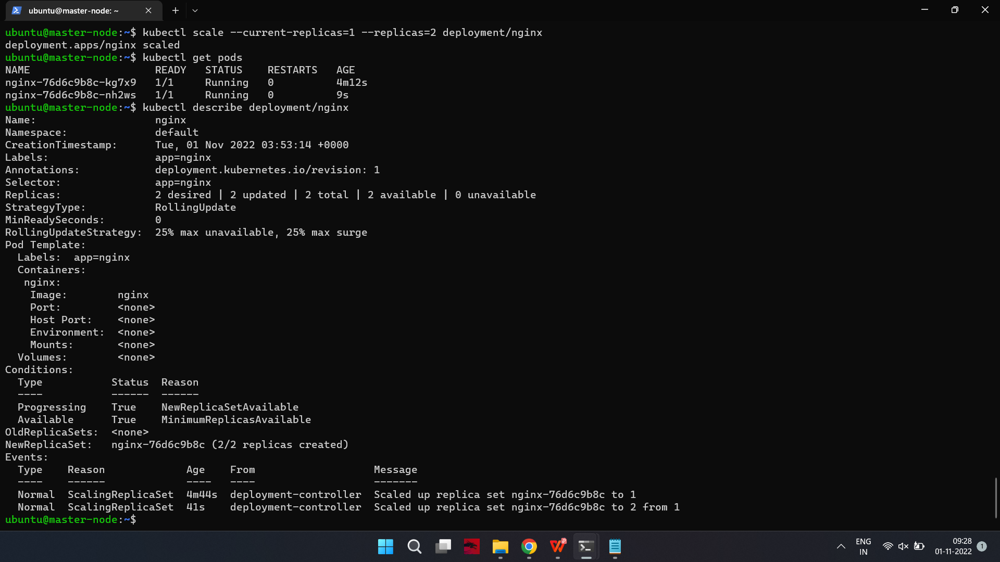 ubuntu@master-node: ~
ubuntu@master-node:~$ kubectl scale --current-replicas=1 --replicas=2 deployment/nginx
deployment.apps/nginx scaled
ubuntu@master-node:~$ kubectl get pods
NAME                    READY   STATUS    RESTARTS   AGE
nginx-76d6c9b8c-kg7x9   1/1     Running   0          4m12s
nginx-76d6c9b8c-nh2ws   1/1     Running   0          9s
ubuntu@master-node:~$ kubectl describe deployment/nginx
Name:                   nginx
Namespace:              default
CreationTimestamp:      Tue, 01 Nov 2022 03:53:14 +0000
Labels:                 app=nginx
Annotations:            deployment.kubernetes.io/revision: 1
Selector:               app=nginx
Replicas:               2 desired | 2 updated | 2 total | 2 available | 0 unavailable
StrategyType:           RollingUpdate
MinReadySeconds:        0
RollingUpdateStrategy:  25% max unavailable, 25% max surge
Pod Template:
  Labels:  app=nginx
  Containers:
   nginx:
    Image:        nginx
    Port:         <none>
    Host Port:    <none>
    Environment:  <none>
    Mounts:       <none>
  Volumes:        <none>
Conditions:
  Type           Status  Reason
  ----           ------  ------
  Progressing    True    NewReplicaSetAvailable
  Available      True    MinimumReplicasAvailable
OldReplicaSets:  <none>
NewReplicaSet:   nginx-76d6c9b8c (2/2 replicas created)
Events:
  Type    Reason             Age    From                   Message
  ----    ------             ----   ----                   -------
  Normal  ScalingReplicaSet  4m44s  deployment-controller  Scaled up replica set nginx-76d6c9b8c to 1
  Normal  ScalingReplicaSet  41s    deployment-controller  Scaled up replica set nginx-76d6c9b8c to 2 from 1
ubuntu@master-node:~$
ENG
IN
09:28
01-11-2022
1